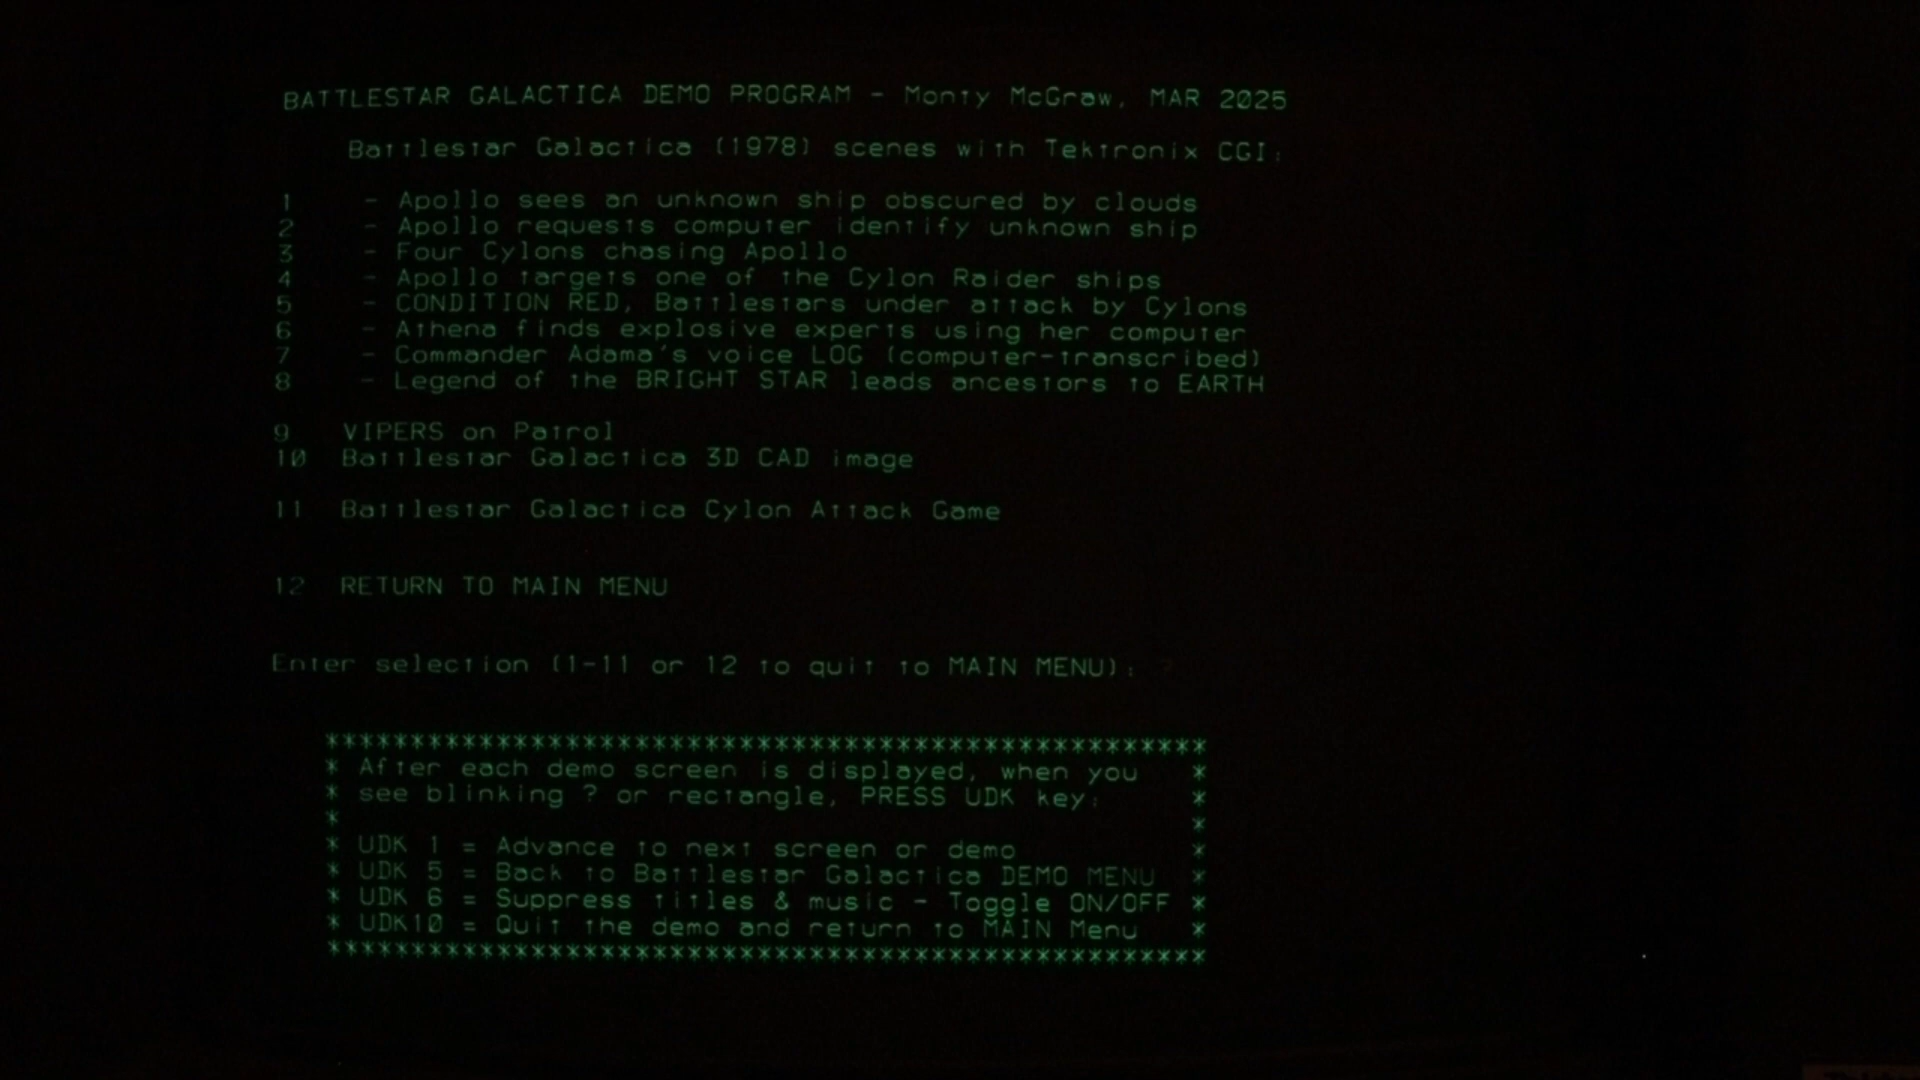 BATTLESTAR GALACTICA DEMO PROGRAM - Monty McGraw, MAR 2025
Battlestar Galactica (1978) scenes with Tektronix CGI:
1 - Apollo sees an unknown ship obscured by clouds
2 - Apollo requests computer identify unknown ship
3 - Four Cylons chasing Apollo
4 - Apollo targets one of the Cylon Raider ships
5 - CONDITION RED, Battlestars under attack by Cylons
6 - Athena finds explosive experts using her computer
7 - Commander Adama's voice LOG (computer-transcribed)
8 - Legend of the BRIGHT STAR leads ancestors to EARTH
9 VIPERS on Patrol
10 Battlestar Galactica 3D CAD image
11 Battlestar Galactica Cylon Attack Game
12 RETURN TO MAIN MENU
Enter selection (1-11 or 12 to quit to MAIN MENU): ?
***************************************************
* After each demo screen is displayed, when you *
* see blinking ? or rectangle, PRESS UDK key: *
* *
* UDK 1 = Advance to next screen or demo *
* UDK 5 = Back to Battlestar Galactica DEMO MENU *
* UDK 6 = Suppress titles & music - Toggle ON/OFF *
* UDK10 = Quit the demo and return to MAIN Menu *
***************************************************